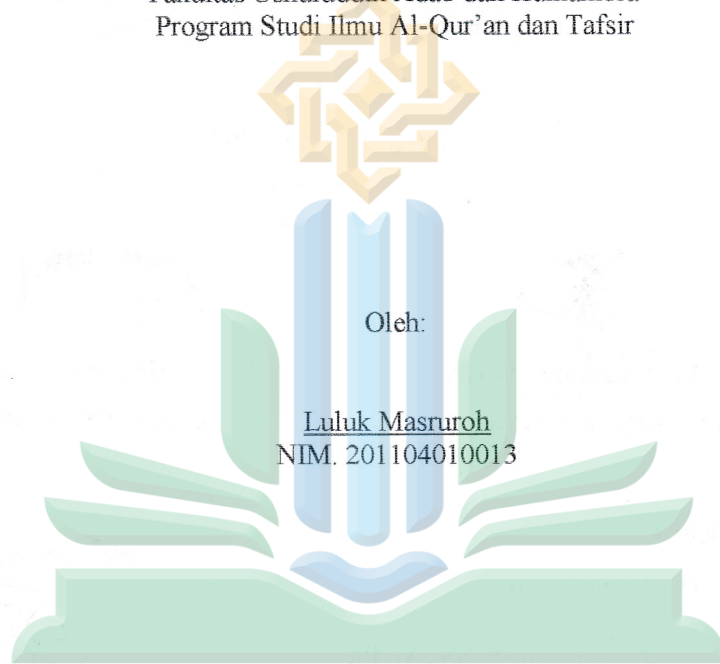 Program Studi Ilmu Al-Qur’an dan Tafsir
Oleh:
Luluk Masruroh
NIM. 201104010013